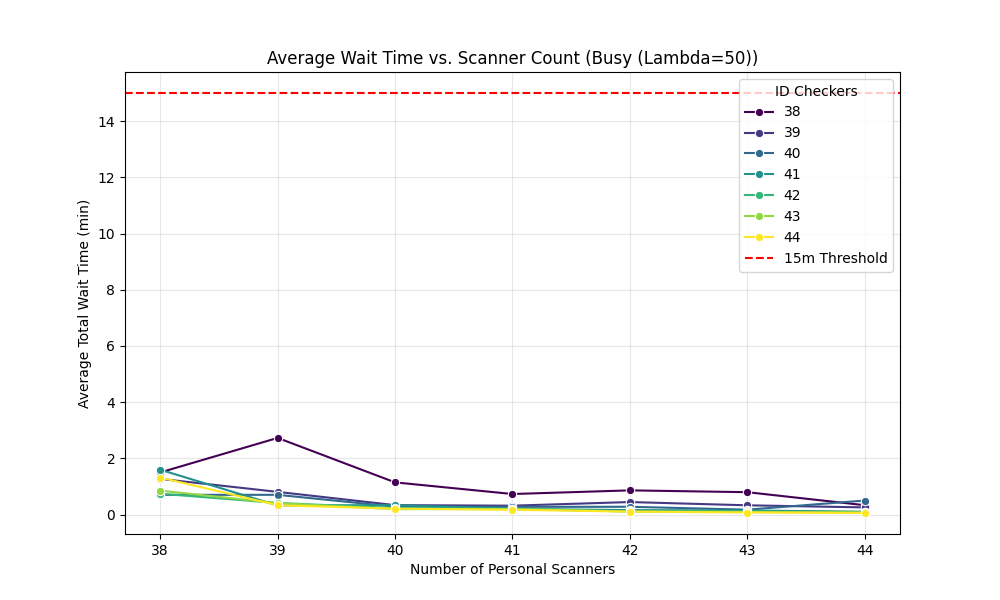 Average Wait Time vs. Scanner Count (Busy (Lambda=50))
Average Total Wait Time (min)
14
12
10
8
6
4
2
0
ID Checkers
38
39
40
41
42
43
44
15m Threshold
38 39 40 41 42 43 44
Number of Personal Scanners